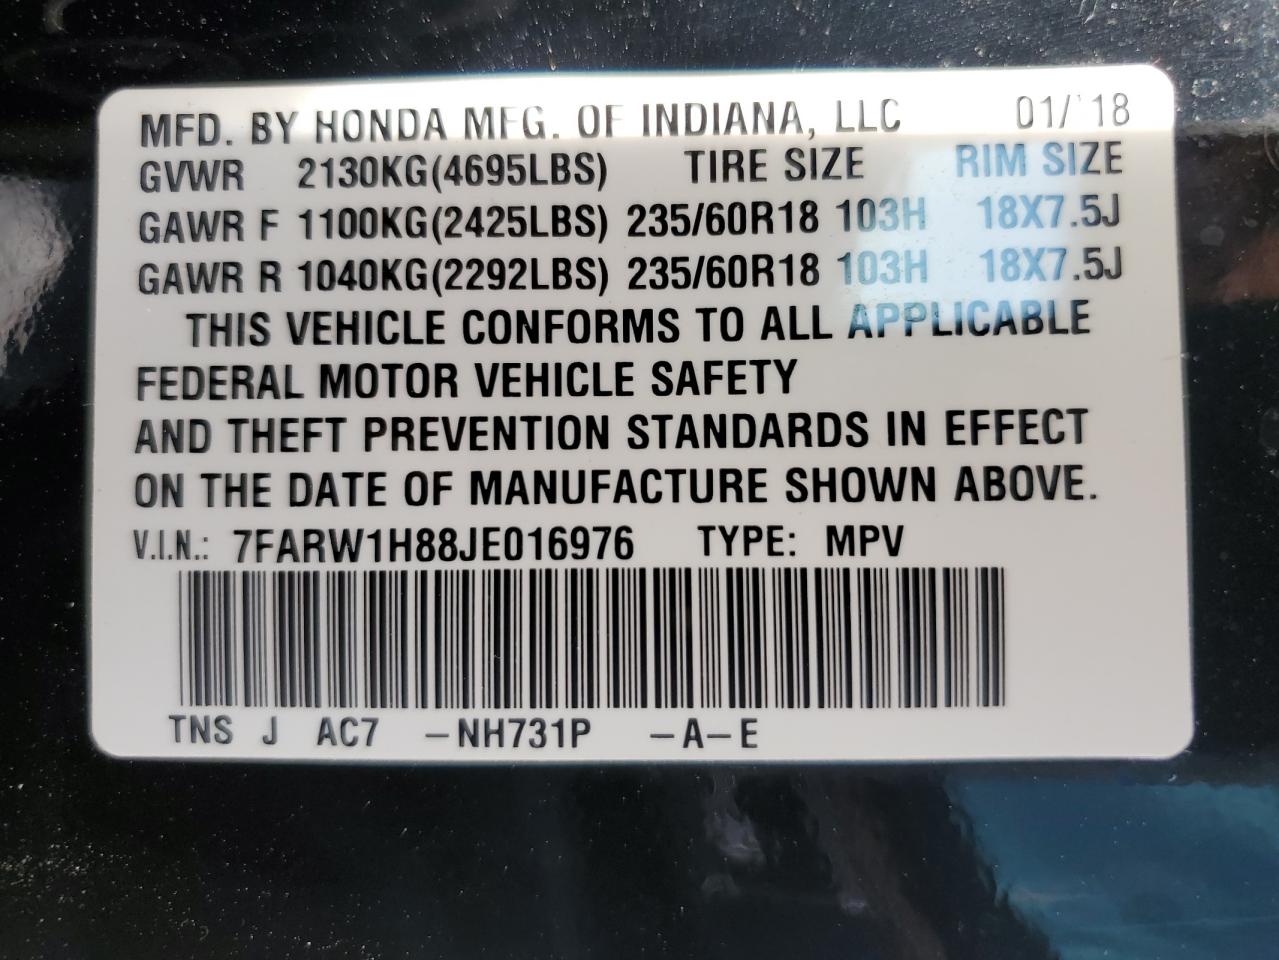 MFD. BY HONDA MFG. OF INDIANA, LLC 01/'18
GVWR 2130KG(4695LBS) TIRE SIZE RIM SIZE
GAWR F 1100KG(2425LBS) 235/60R18 103H 18X7.5J
GAWR R 1040KG(2292LBS) 235/60R18 103H 18X7.5J
THIS VEHICLE CONFORMS TO ALL APPLICABLE
FEDERAL MOTOR VEHICLE SAFETY
AND THEFT PREVENTION STANDARDS IN EFFECT
ON THE DATE OF MANUFACTURE SHOWN ABOVE.
V.I.N.: 7FARW1H88JE016976 TYPE: MPV
TNS J AC7 -NH731P -A-E